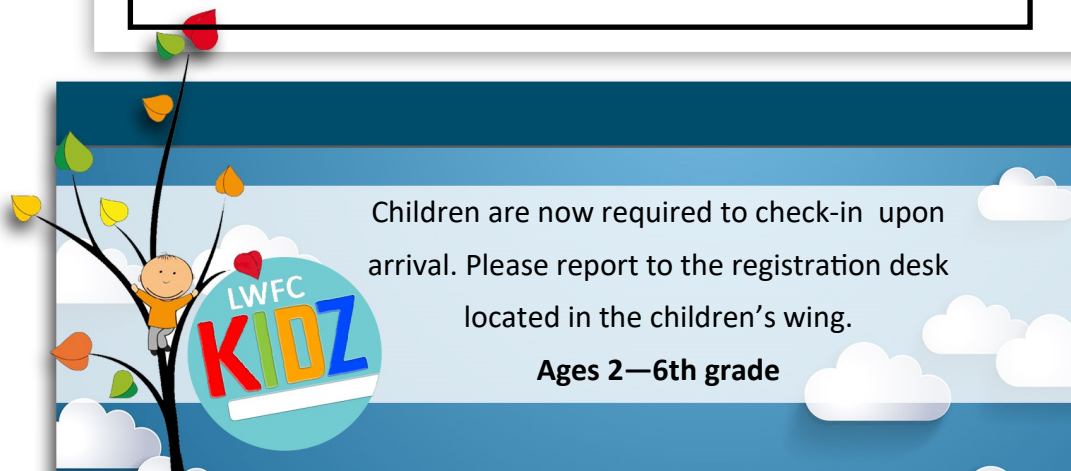 Children are now required to check-in  upon
arrival. Please report to the registration desk
located in the children’s wing.
Ages 2—6th grade
LWFC
KIDZ